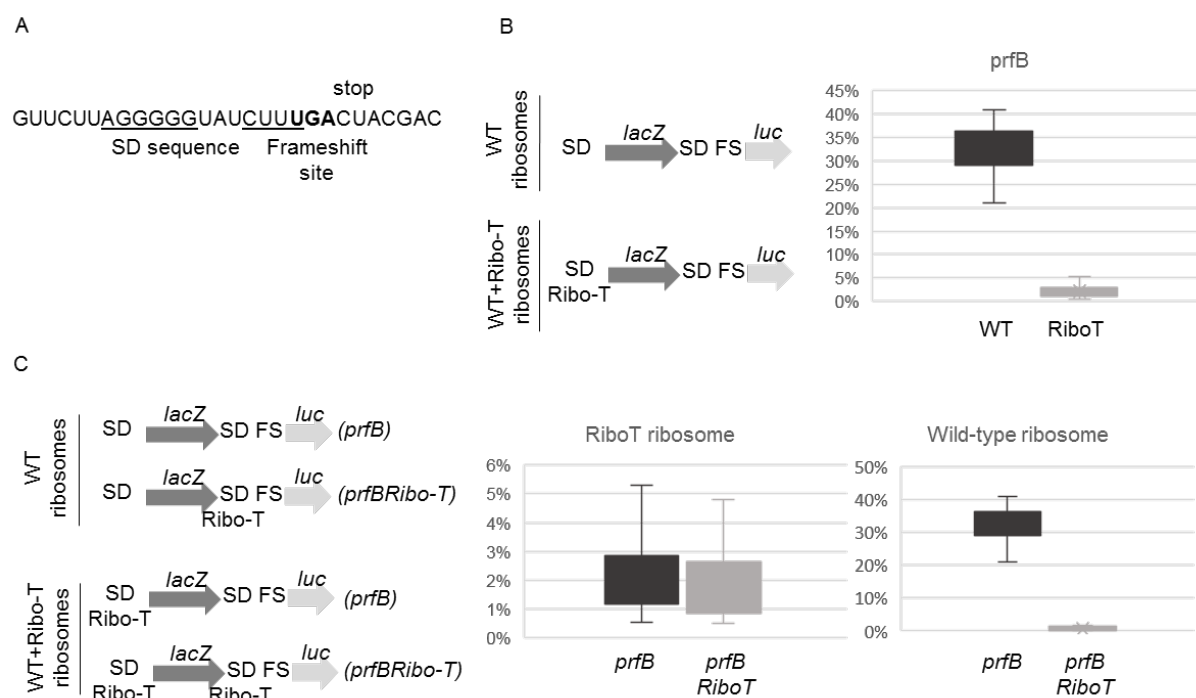 A
stop
GUUCUUAGGGGGUAUCUUUGACUACGAC
SD sequence Frameshift
site
B
prfB
WT
ribosomes
SD lacZ SD FS luc
WT+Ribo-T
ribosomes
SD lacZ SD FS luc
Ribo-T
45%
40%
35%
30%
25%
20%
15%
10%
5%
0%
WT RiboT
C
WT
ribosomes
SD lacZ SD FS luc (prfB)
SD lacZ SD FS luc (prfBRibo-T)
Ribo-T
WT+Ribo-T
ribosomes
SD lacZ SD FS luc (prfB)
Ribo-T
SD lacZ SD FS luc (prfBRibo-T)
Ribo-T Ribo-T
RiboT ribosome
6%
5%
4%
3%
2%
1%
0%
prfB prfB
RiboT
Wild-type ribosome
50%
40%
30%
20%
10%
0%
prfB prfB
RiboT